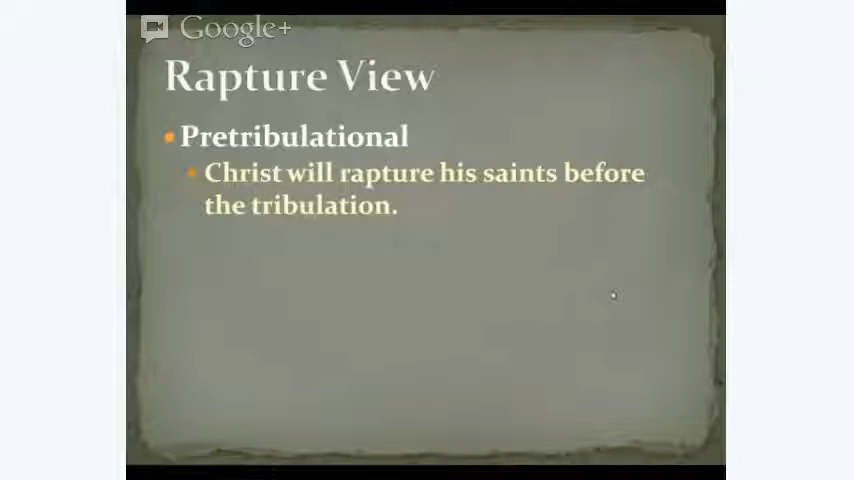 Google+
Rapture View
Pretribulational
Christ will rapture his saints before
the tribulation.